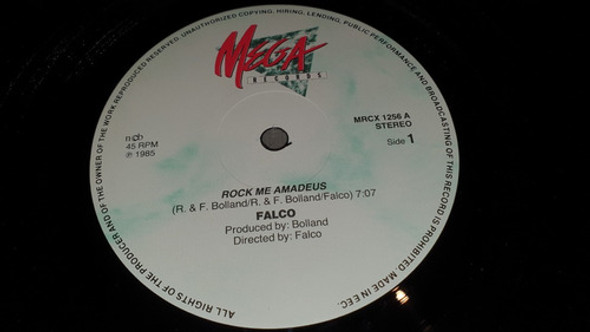 ALL RIGHTS OF THE PRODUCER AND OF THE OWNER OF THE WORK REPRODUCED RESERVED. UNAUTHORIZED COPYING, HIRING, LENDING, PUBLIC PERFORMANCE AND BROADCASTING OF THIS RECORD IS PROHIBITED. MADE IN EEC.
MEGA
RECORDS
n©b
45 RPM
℗ 1985
MRCX 1256 A
STEREO
Side 1
ROCK ME AMADEUS
(R. & F. Bolland/R. & F. Bolland/Falco) 7:07
FALCO
Produced by: Bolland
Directed by: Falco